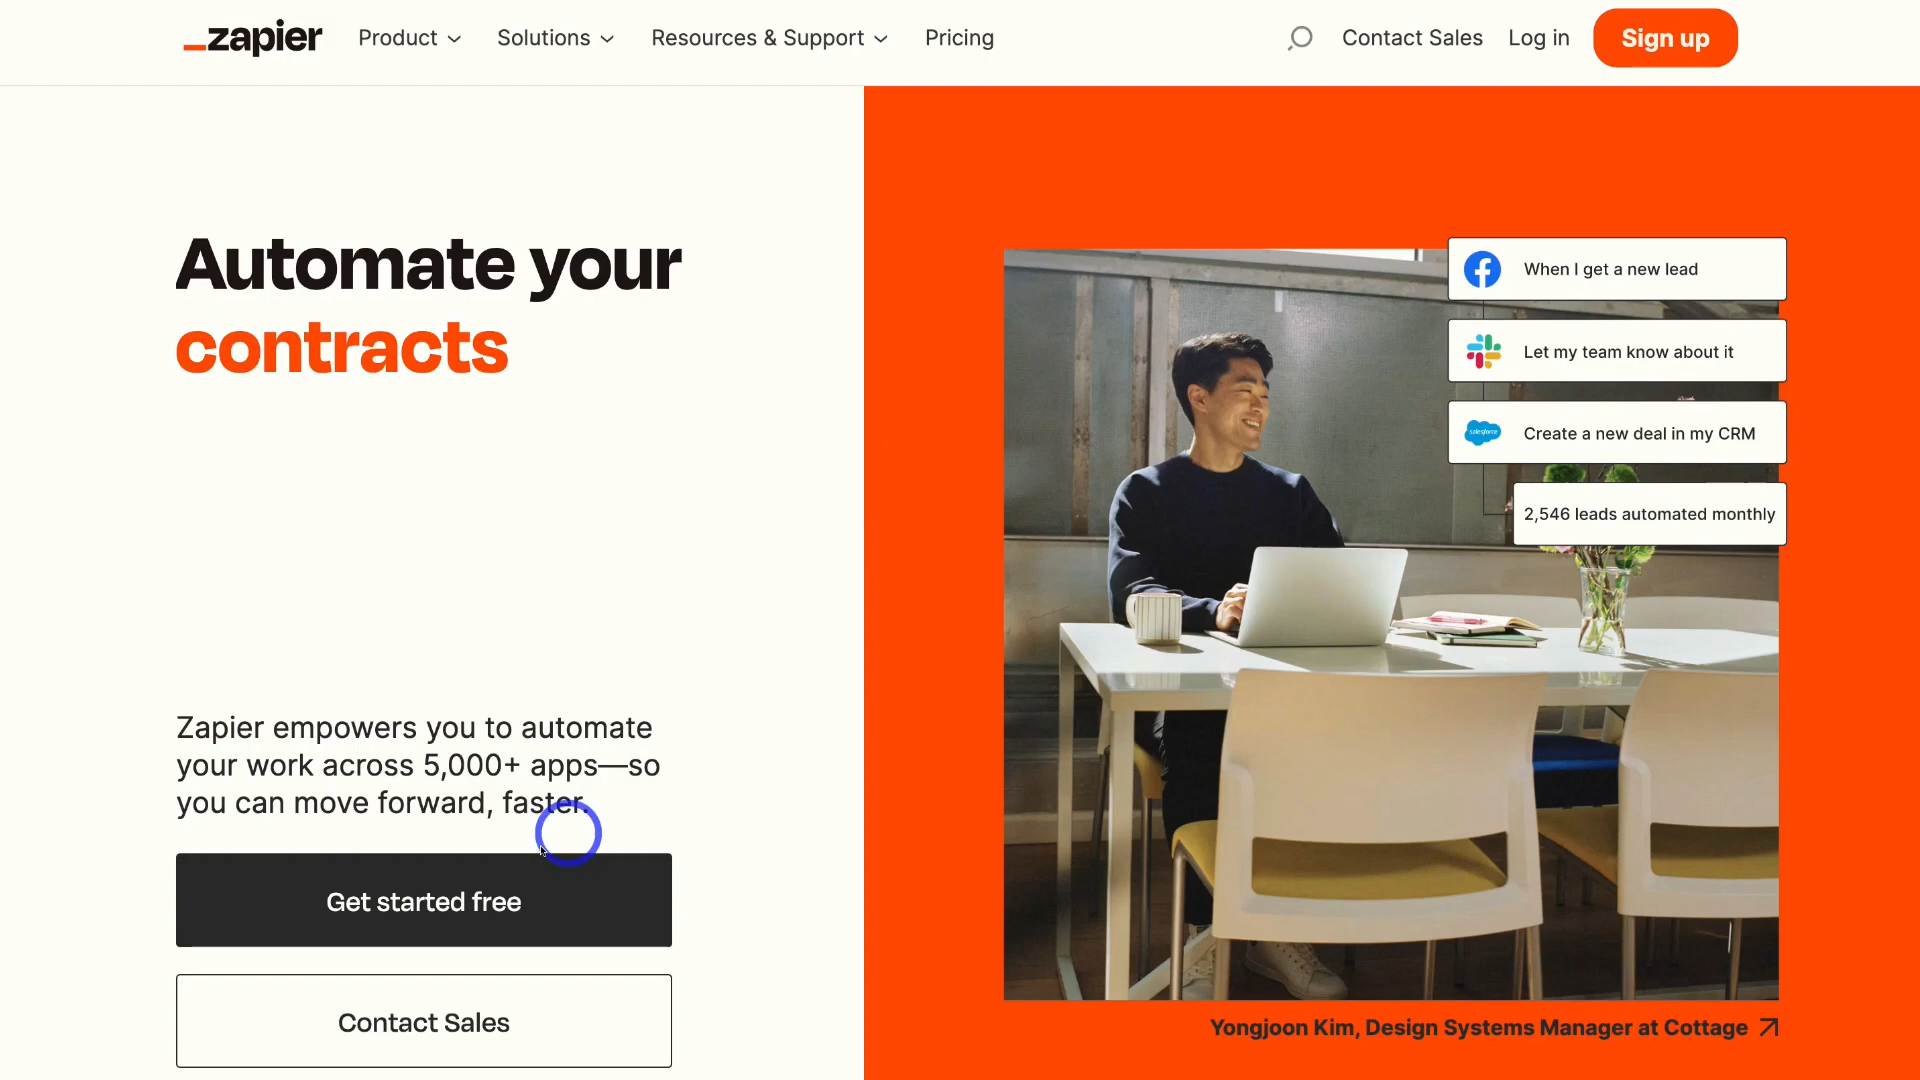 zapier
Product
Solutions
Resources & Support
Pricing
Contact Sales
Log in
Sign up
Automate your
contracts
Zapier empowers you to automate
your work across 5,000+ apps—so
you can move forward, faster.
Get started free
Contact Sales
When I get a new lead
Let my team know about it
salesforce
Create a new deal in my CRM
2,546 leads automated monthly
Yongjoon Kim, Design Systems Manager at Cottage